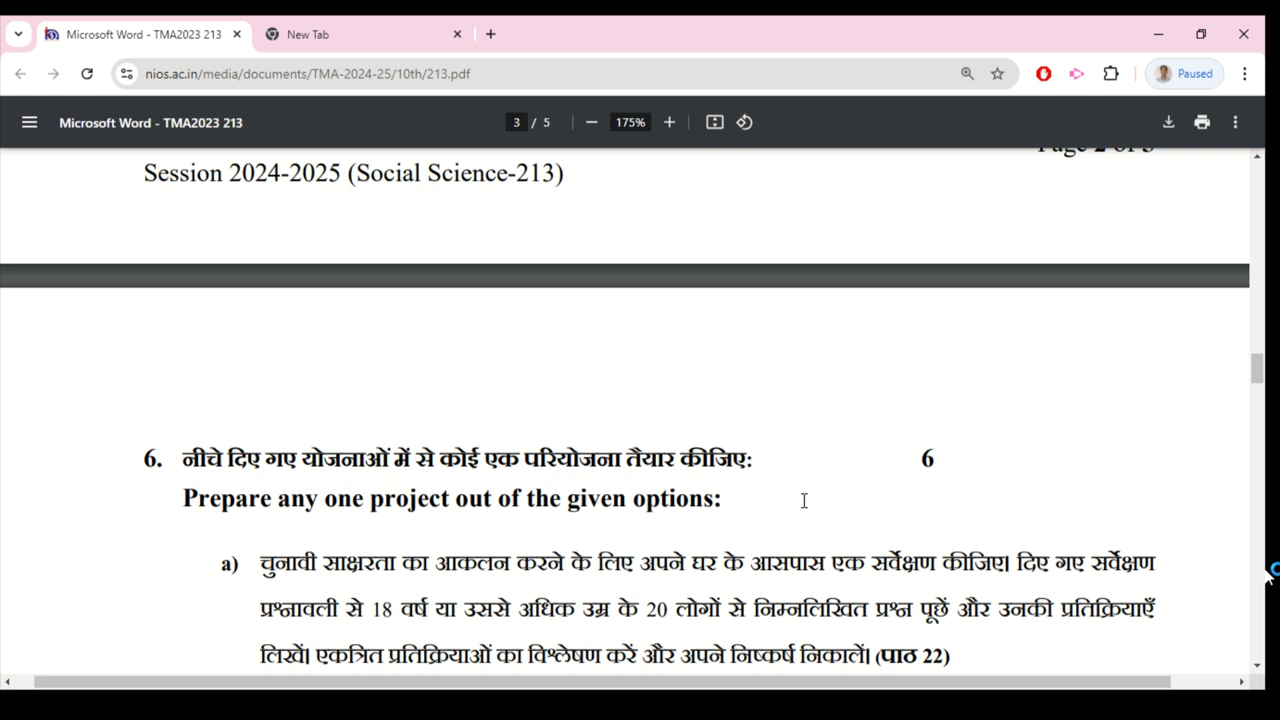 Microsoft Word - TMA2023 213
New Tab
nios.ac.in/media/documents/TMA-2024-25/10th/213.pdf
Paused
Microsoft Word - TMA2023 213
3 / 5
175%
Page 2 of 5
Session 2024-2025 (Social Science-213)
6. नीचे दिए गए योजनाओं में से कोई एक परियोजना तैयार कीजिए: 6
Prepare any one project out of the given options:
a) चुनावी साक्षरता का आकलन करने के लिए अपने घर के आसपास एक सर्वेक्षण कीजिए। दिए गए सर्वेक्षण
प्रश्नावली से 18 वर्ष या उससे अधिक उम्र के 20 लोगों से निम्नलिखित प्रश्न पूछें और उनकी प्रतिक्रियाएँ
लिखें। एकत्रित प्रतिक्रियाओं का विश्लेषण करें और अपने निष्कर्ष निकालें। (पाठ 22)